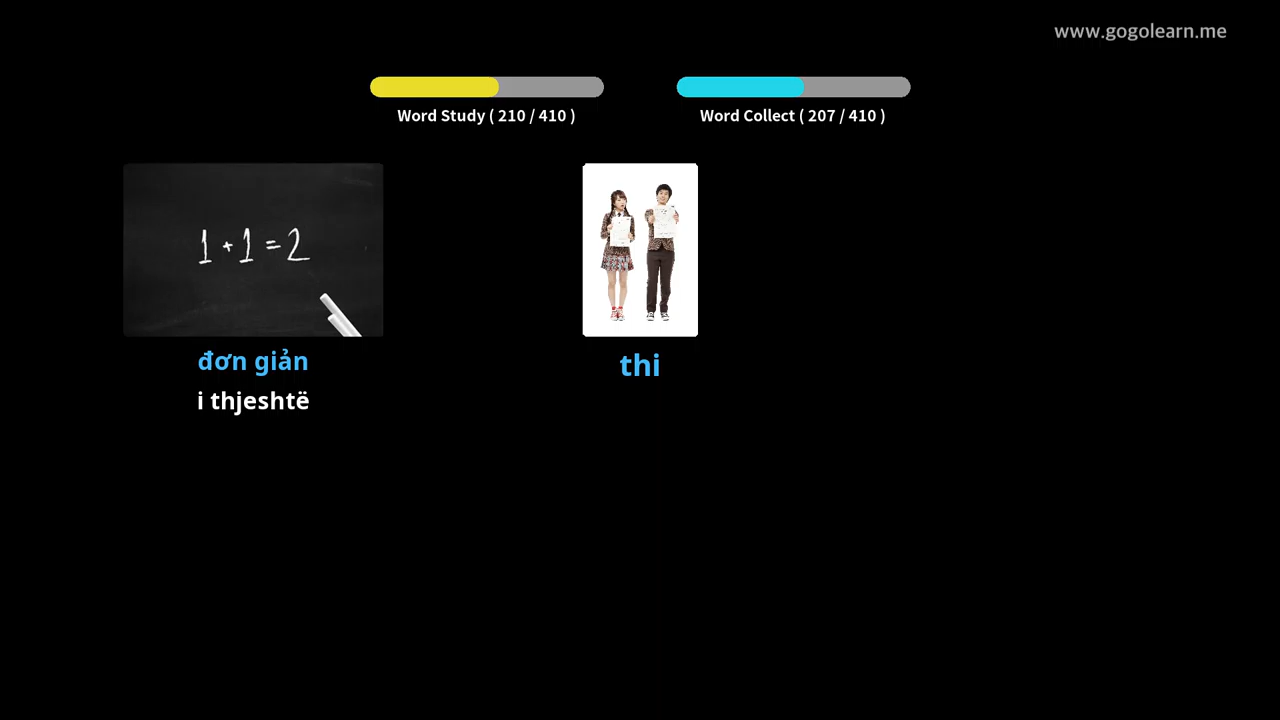 www.gogolearn.me
Word Study ( 210 / 410 )
Word Collect ( 207 / 410 )
1 + 1 = 2
đơn giản
i thjeshtë
thi